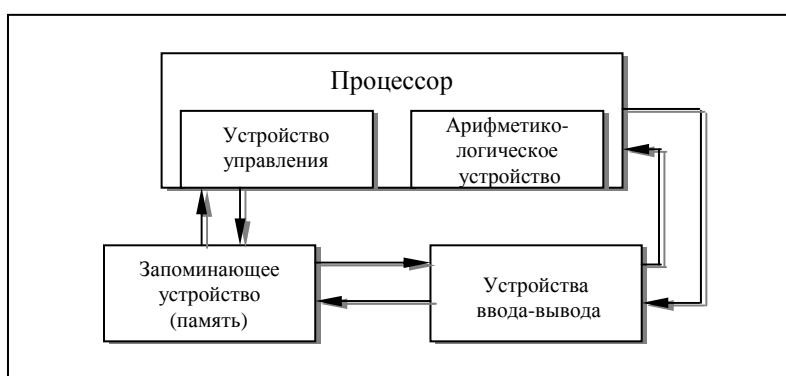 Процессор
Устройство
управления
Арифметико-
логическое
устройство
Запоминающее
устройство
(память)
Устройства
ввода-вывода